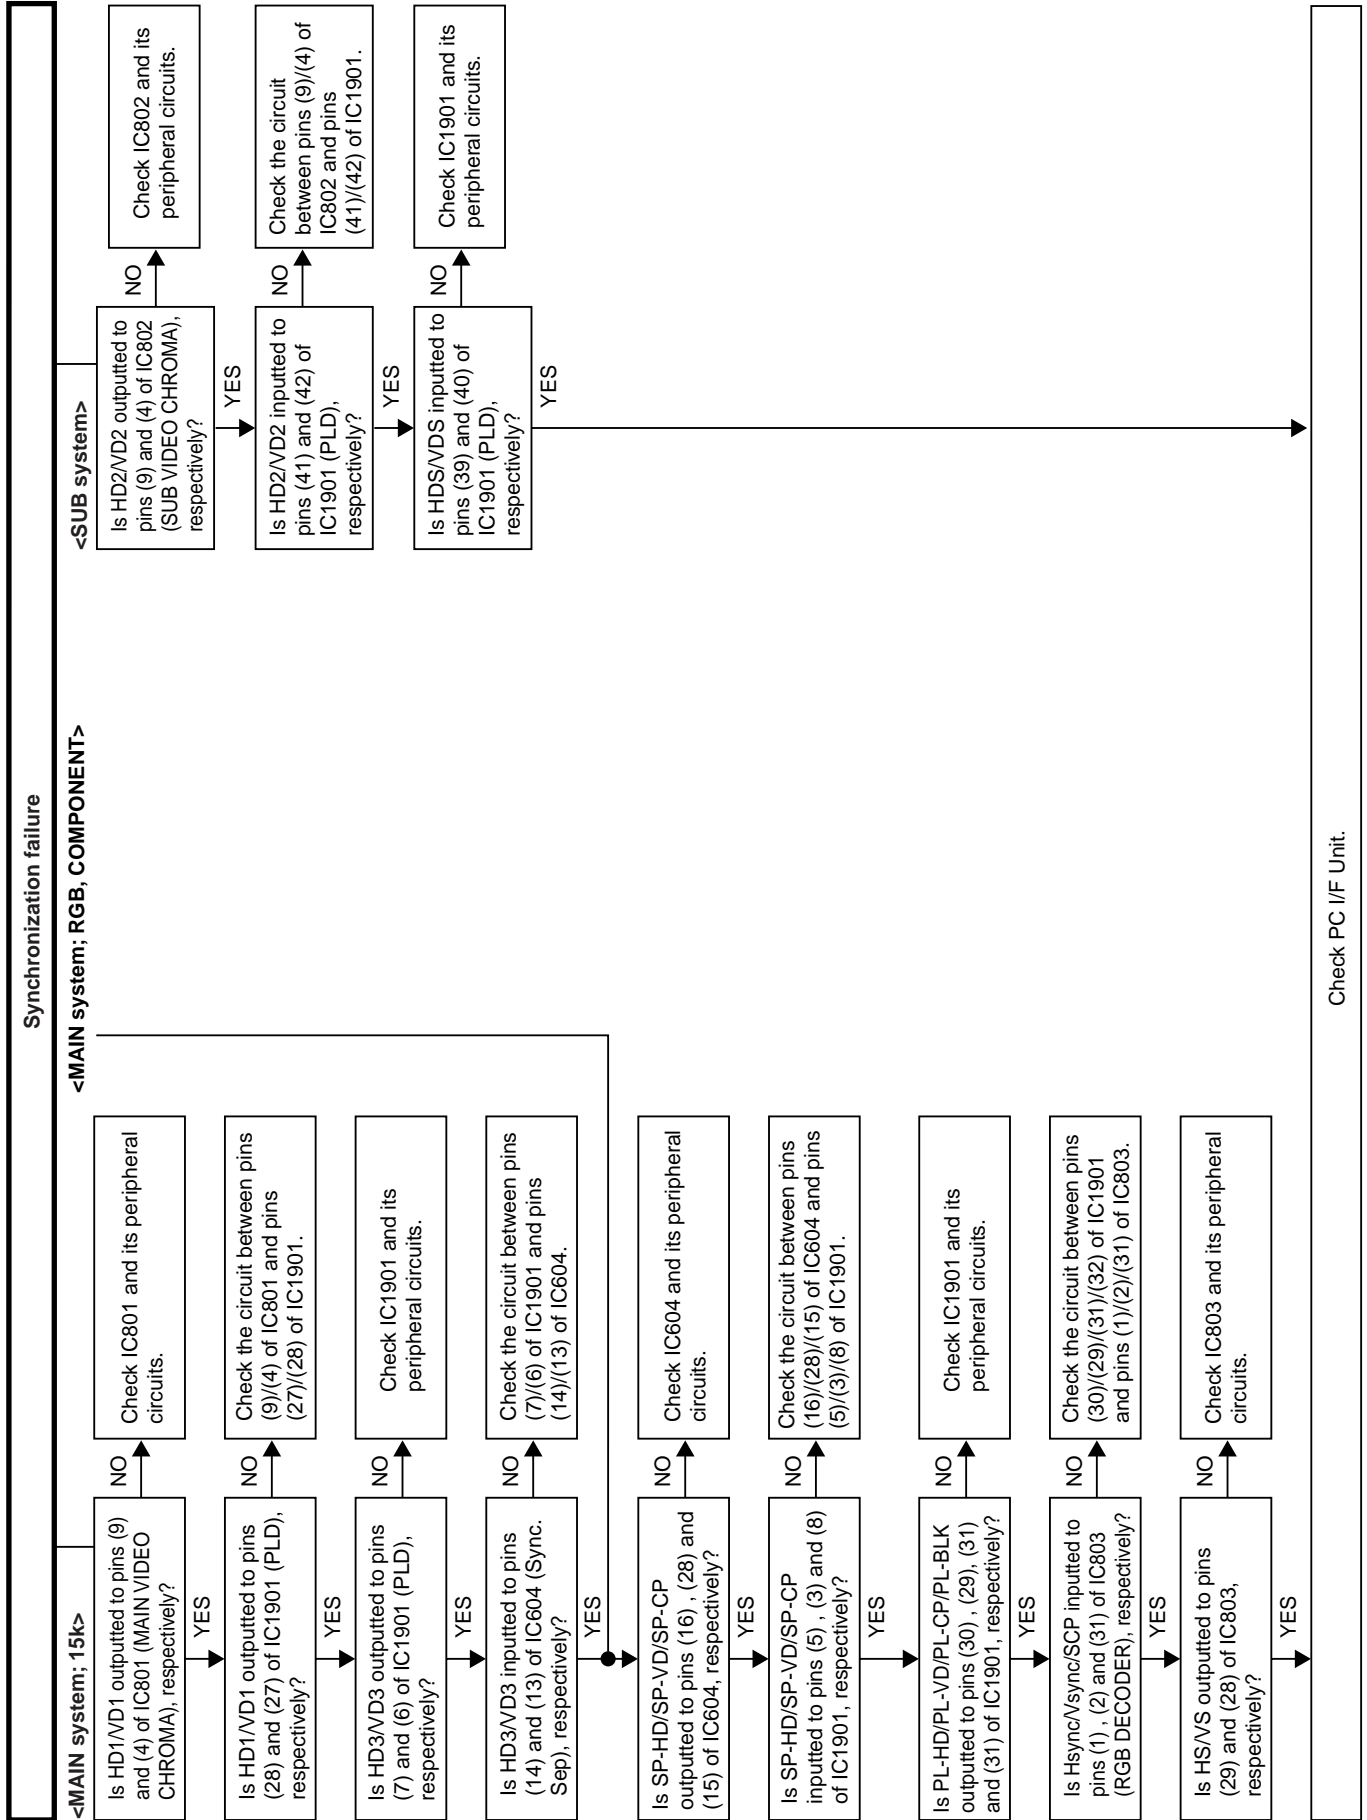 Synchronization failure
<MAIN system; 15k>
Is HD1/VD1 outputted to pins (9)
and (4) of IC801 (MAIN VIDEO
CHROMA), respectively?
NO
Check IC801 and its peripheral
circuits.
YES
Is HD1/VD1 outputted to pins
(28) and (27) of IC1901 (PLD),
respectively?
NO
Check the circuit between pins
(9)/(4) of IC801 and pins
(27)/(28) of IC1901.
YES
Is HD3/VD3 outputted to pins
(7) and (6) of IC1901 (PLD),
respectively?
NO
Check IC1901 and its
peripheral circuits.
YES
Is HD3/VD3 inputted to pins
(14) and (13) of IC604 (Sync.
Sep), respectively?
NO
Check the circuit between pins
(7)/(6) of IC1901 and pins
(14)/(13) of IC604.
YES
<MAIN system; RGB, COMPONENT>
Is SP-HD/SP-VD/SP-CP
outputted to pins (16) , (28) and
(15) of IC604, respectively?
NO
Check IC604 and its peripheral
circuits.
YES
Is SP-HD/SP-VD/SP-CP
inputted to pins (5) , (3) and (8)
of IC1901, respectively?
NO
Check the circuit between pins
(16)/(28)/(15) of IC604 and pins
(5)/(3)/(8) of IC1901.
YES
Is PL-HD/PL-VD/PL-CP/PL-BLK
outputted to pins (30) , (29), (31)
and (31) of IC1901, respectively?
NO
Check IC1901 and its
peripheral circuits.
YES
Is Hsync/Vsync/SCP inputted to
pins (1) , (2) and (31) of IC803
(RGB DECODER), respectively?
NO
Check the circuit between pins
(30)/(29)/(31)/(32) of IC1901
and pins (1)/(2)/(31) of IC803.
YES
Is HS/VS outputted to pins
(29) and (28) of IC803,
respectively?
NO
Check IC803 and its peripheral
circuits.
YES
<SUB system>
Is HD2/VD2 outputted to
pins (9) and (4) of IC802
(SUB VIDEO CHROMA),
respectively?
NO
Check IC802 and its
peripheral circuits.
YES
Is HD2/VD2 inputted to
pins (41) and (42) of
IC1901 (PLD),
respectively?
NO
Check the circuit
between pins (9)/(4) of
IC802 and pins
(41)/(42) of IC1901.
YES
Is HDS/VDS inputted to
pins (39) and (40) of
IC1901 (PLD),
respectively?
NO
Check IC1901 and its
peripheral circuits.
YES
Check PC I/F Unit.